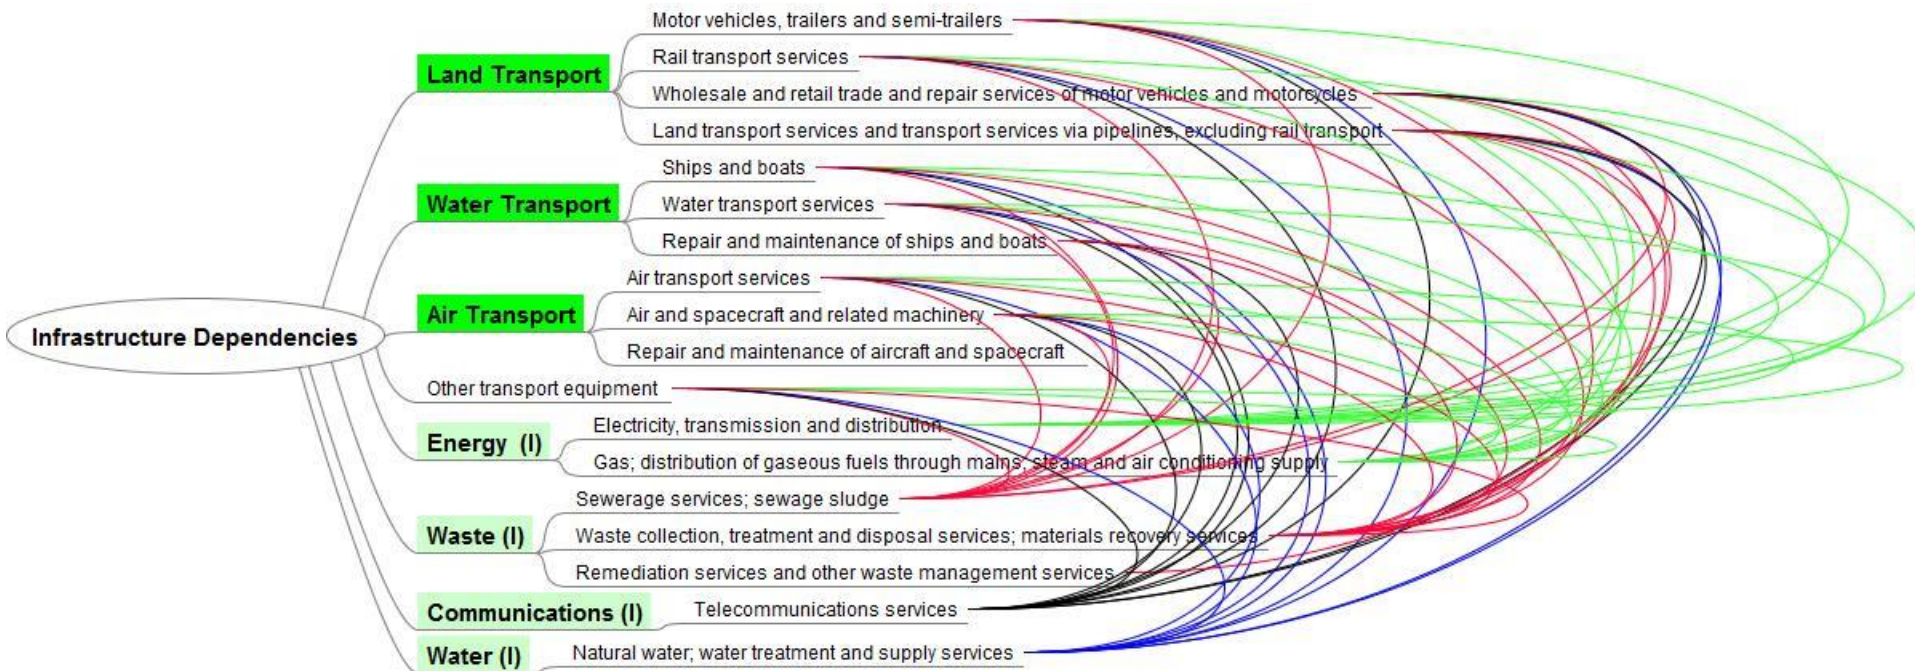 Infrastructure Dependencies
Land Transport
Motor vehicles, trailers and semi-trailers
Rail transport services
Wholesale and retail trade and repair services of motor vehicles and motorcycles
Land transport services and transport services via pipelines, excluding rail transport
Water Transport
Ships and boats
Water transport services
Repair and maintenance of ships and boats
Air Transport
Air transport services
Air and spacecraft and related machinery
Repair and maintenance of aircraft and spacecraft
Other transport equipment
Energy (I)
Electricity, transmission and distribution
Gas; distribution of gaseous fuels through mains; steam and air conditioning supply
Waste (I)
Sewerage services; sewage sludge
Waste collection, treatment and disposal services; materials recovery services
Remediation services and other waste management services
Communications (I)
Telecommunications services
Water (I)
Natural water; water treatment and supply services